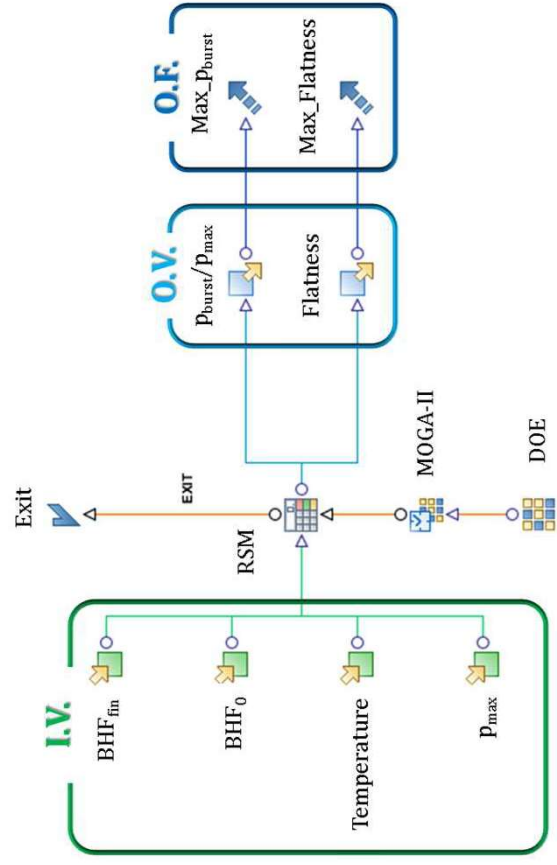 I.V.
BHF_fin
BHF_0
Temperature
p_max
Exit
EXIT
RSM
MOGA-II
DOE
O.V.
p_burst/p_max
Flatness
O.F.
Max_p_burst
Max_Flatness